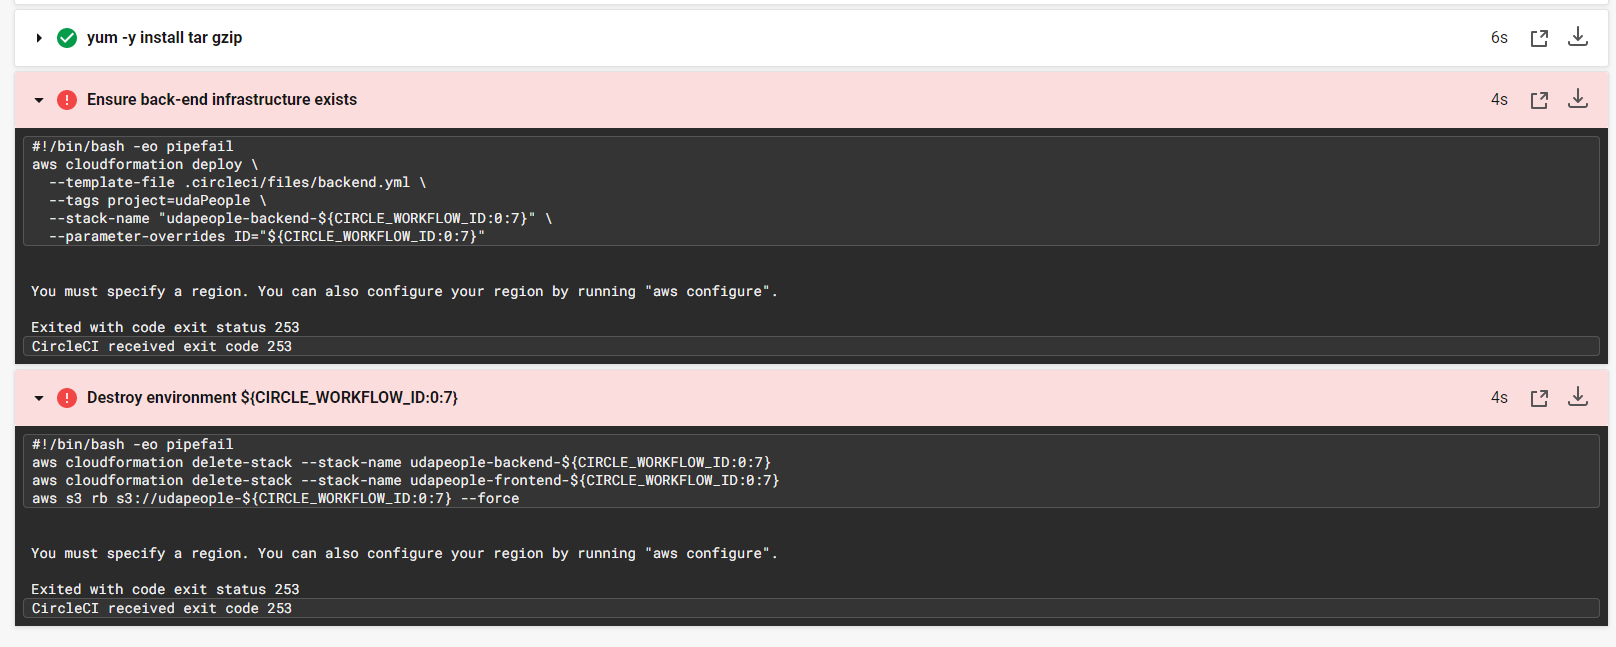 yum -y install tar gzip 6s
Ensure back-end infrastructure exists 4s
#!/bin/bash -eo pipefail
aws cloudformation deploy \
  --template-file .circleci/files/backend.yml \
  --tags project=udaPeople \
  --stack-name "udapeople-backend-${CIRCLE_WORKFLOW_ID:0:7}" \
  --parameter-overrides ID="${CIRCLE_WORKFLOW_ID:0:7}"
You must specify a region. You can also configure your region by running "aws configure".
Exited with code exit status 253
CircleCI received exit code 253
Destroy environment ${CIRCLE_WORKFLOW_ID:0:7} 4s
#!/bin/bash -eo pipefail
aws cloudformation delete-stack --stack-name udapeople-backend-${CIRCLE_WORKFLOW_ID:0:7}
aws cloudformation delete-stack --stack-name udapeople-frontend-${CIRCLE_WORKFLOW_ID:0:7}
aws s3 rb s3://udapeople-${CIRCLE_WORKFLOW_ID:0:7} --force
You must specify a region. You can also configure your region by running "aws configure".
Exited with code exit status 253
CircleCI received exit code 253